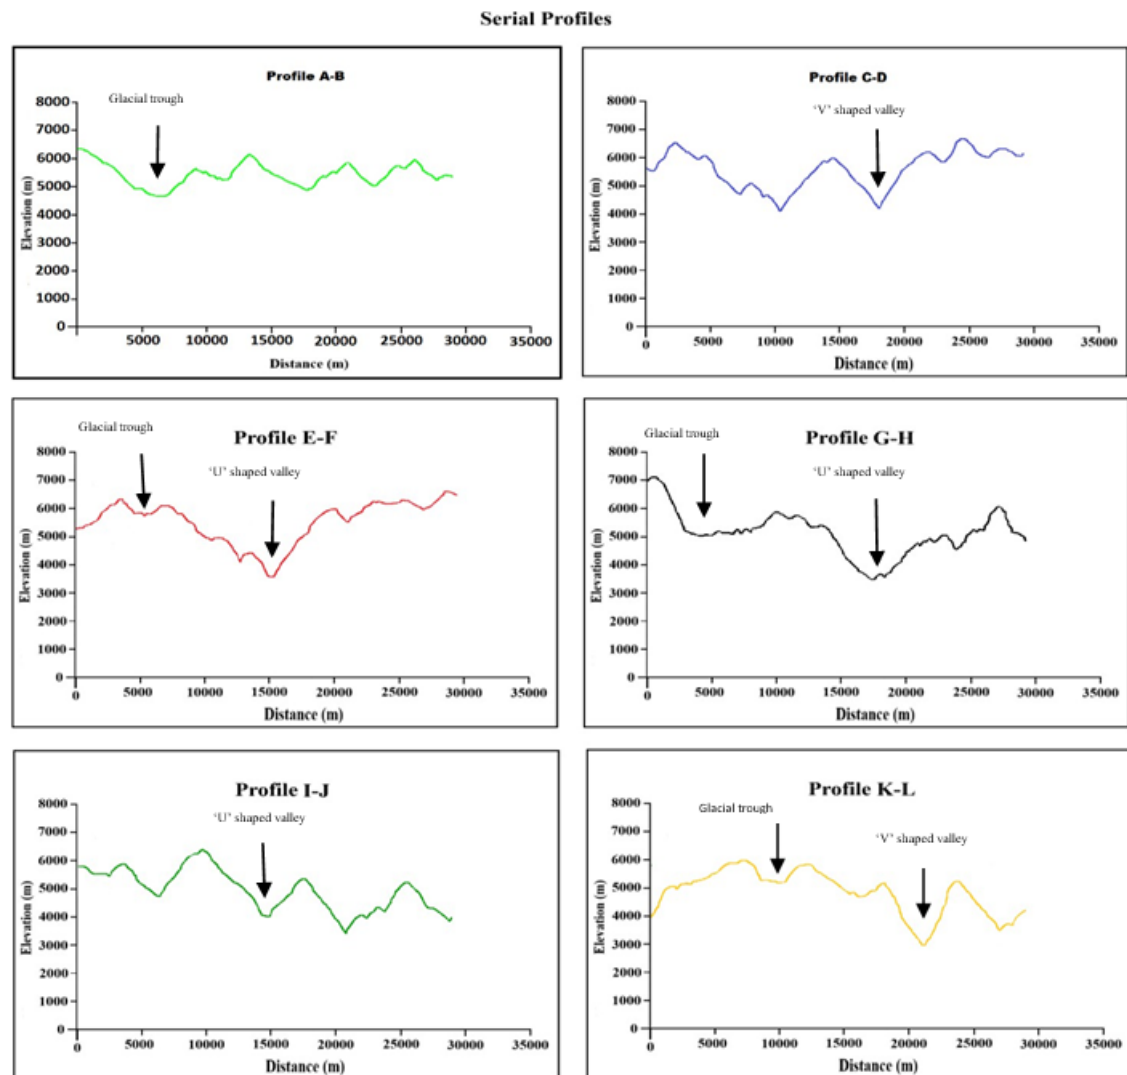 Serial Profiles
Profile A-B
Glacial trough
8000
7000
6000
5000
4000
3000
2000
1000
0
Elevation (m)
5000 10000 15000 20000 25000 30000 35000
Distance (m)
Profile C-D
'V' shaped valley
8000
7000
6000
5000
4000
3000
2000
1000
0
Elevation (m)
0 5000 10000 15000 20000 25000 30000 35000
Distance (m)
Glacial trough
Profile E-F
'U' shaped valley
8000
7000
6000
5000
4000
3000
2000
1000
0
Elevation (m)
0 5000 10000 15000 20000 25000 30000 35000
Distance (m)
Glacial trough
Profile G-H
'U' shaped valley
8000
7000
6000
5000
4000
3000
2000
1000
0
Elevation (m)
0 5000 10000 15000 20000 25000 30000 35000
Distance (m)
Profile I-J
'U' shaped valley
8000
7000
6000
5000
4000
3000
2000
1000
0
Elevation (m)
0 5000 10000 15000 20000 25000 30000 35000
Distance (m)
Profile K-L
Glacial trough
'V' shaped valley
8000
7000
6000
5000
4000
3000
2000
1000
0
Elevation (m)
0 5000 10000 15000 20000 25000 30000 35000
Distance (m)